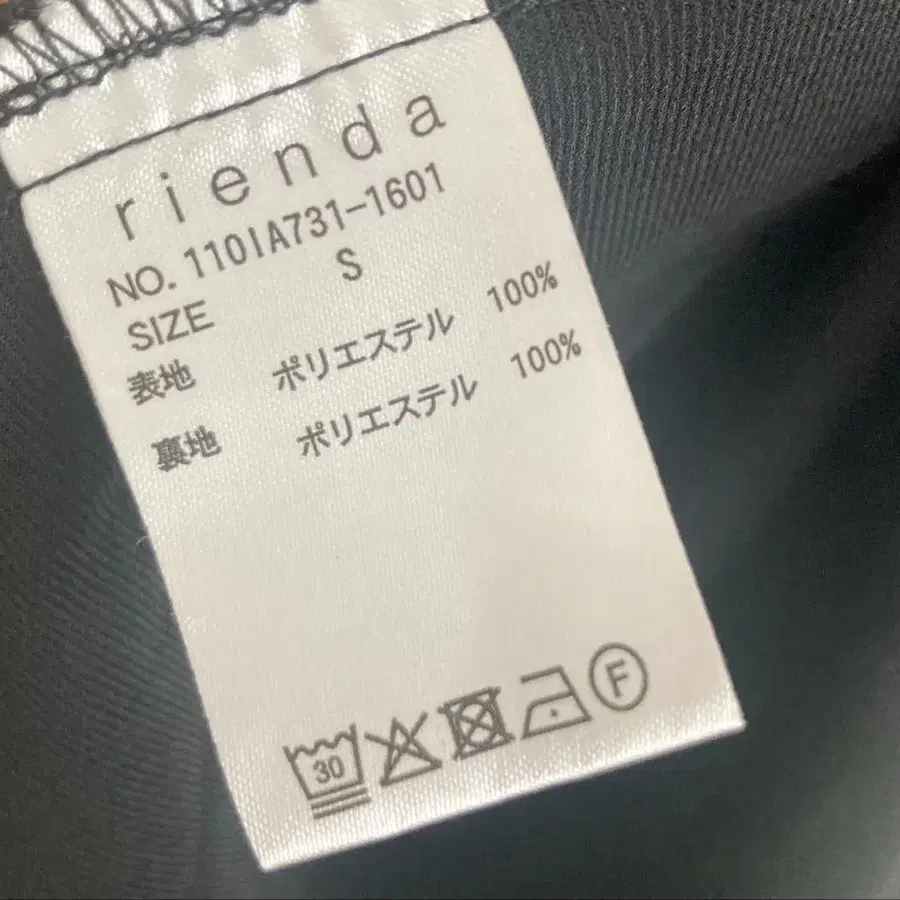 rienda
NO. 110IA731-1601
SIZE S
表地 ポリエステル 100%
裏地 ポリエステル 100%
30 F